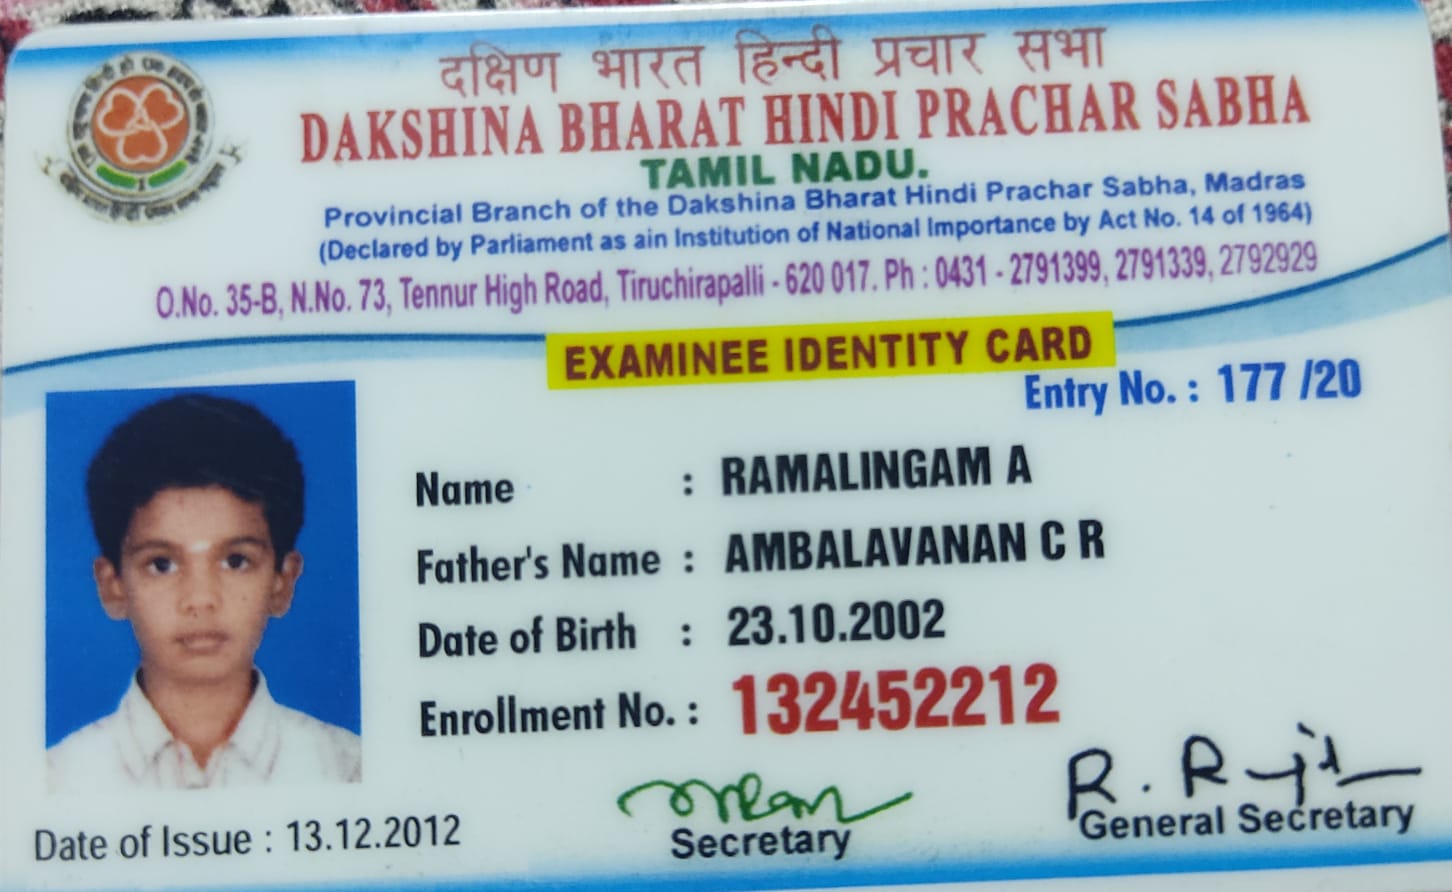 दक्षिण भारत हिन्दी प्रचार सभा
DAKSHINA BHARAT HINDI PRACHAR SABHA
TAMIL NADU.
Provincial Branch of the Dakshina Bharat Hindi Prachar Sabha, Madras
(Declared by Parliament as ain Institution of National Importance by Act No. 14 of 1964)
O.No. 35-B, N.No. 73, Tennur High Road, Tiruchirapalli - 620 017. Ph : 0431 - 2791399, 2791339, 2792929
EXAMINEE IDENTITY CARD
Entry No. : 177 /20
Name : RAMALINGAM A
Father's Name : AMBALAVANAN C R
Date of Birth : 23.10.2002
Enrollment No. : 132452212
Secretary
General Secretary
Date of Issue : 13.12.2012